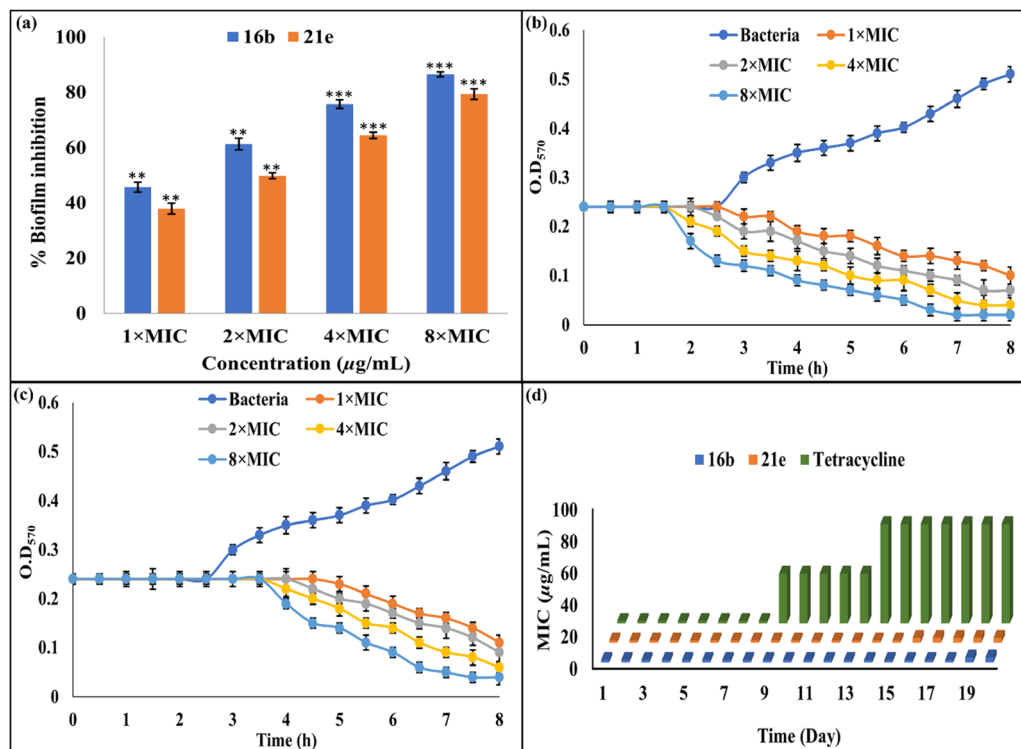 (a)
16b 21e
100
80
60
40
20
0
% Biofilm inhibition
** ** ** ** *** *** *** ***
1×MIC 2×MIC 4×MIC 8×MIC
Concentration (µg/mL)
(b)
Bacteria 1×MIC
2×MIC 4×MIC
8×MIC
0.6
0.5
0.4
0.3
0.2
0.1
0
O.D570
0 1 2 3 4 5 6 7 8
Time (h)
(c)
Bacteria 1×MIC
2×MIC 4×MIC
8×MIC
0.6
0.5
0.4
0.3
0.2
0.1
0
O.D570
0 1 2 3 4 5 6 7 8
Time (h)
(d)
16b 21e Tetracycline
100
80
60
40
20
0
MIC (µg/mL)
1 3 5 7 9 11 13 15 17 19
Time (Day)